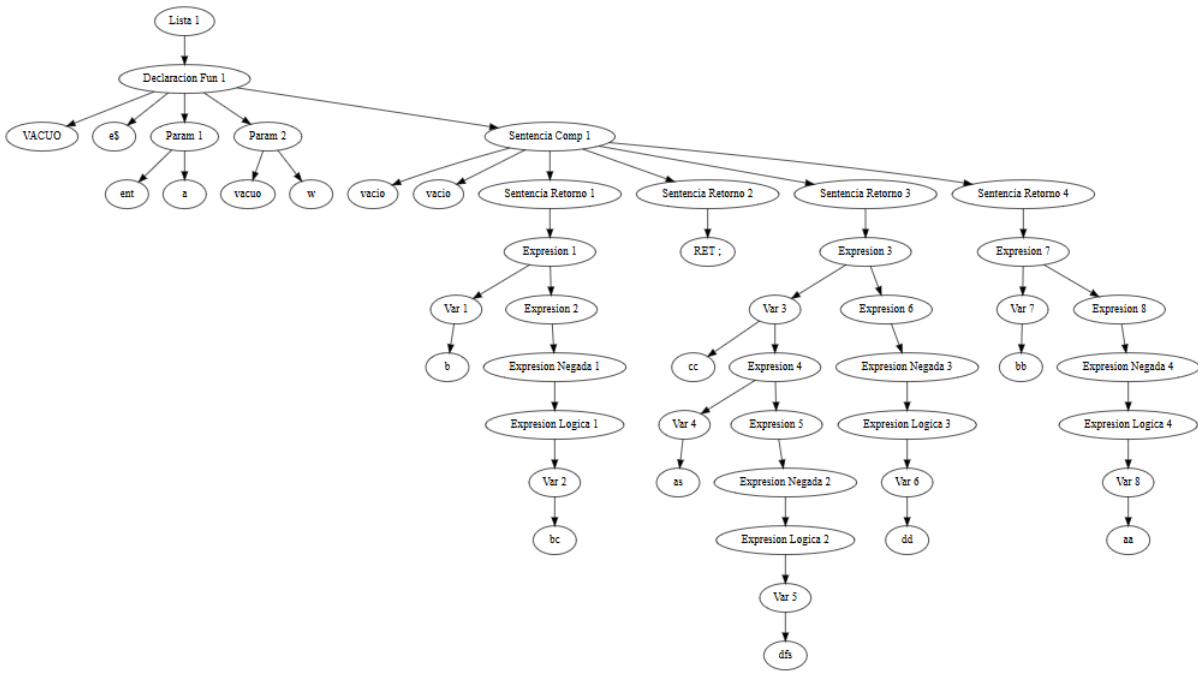 Lista 1
Declaracion Fun 1
VACUO e$ Param 1 Param 2 Sentencia Comp 1
ent a vacuo w vacio vacio Sentencia Retorno 1 Sentencia Retorno 2 Sentencia Retorno 3 Sentencia Retorno 4
Expresion 1 RET ; Expresion 3 Expresion 7
Var 1 Expresion 2 Var 3 Expresion 6 Var 7 Expresion 8
b Expresion Negada 1 cc Expresion 4 Expresion Negada 3 bb Expresion Negada 4
Expresion Logica 1 Var 4 Expresion 5 Expresion Logica 3 Expresion Logica 4
Var 2 as Expresion Negada 2 Var 6 Var 8
bc Expresion Logica 2 dd aa
Var 5
dfs